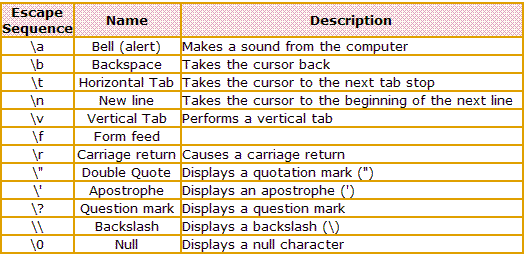 Escape Sequence Name Description
\a Bell (alert) Makes a sound from the computer
\b Backspace Takes the cursor back
\t Horizontal Tab Takes the cursor to the next tab stop
\n New line Takes the cursor to the beginning of the next line
\v Vertical Tab Performs a vertical tab
\f Form feed
\r Carriage return Causes a carriage return
\" Double Quote Displays a quotation mark (")
\' Apostrophe Displays an apostrophe (')
\? Question mark Displays a question mark
\\ Backslash Displays a backslash (\)
\0 Null Displays a null character